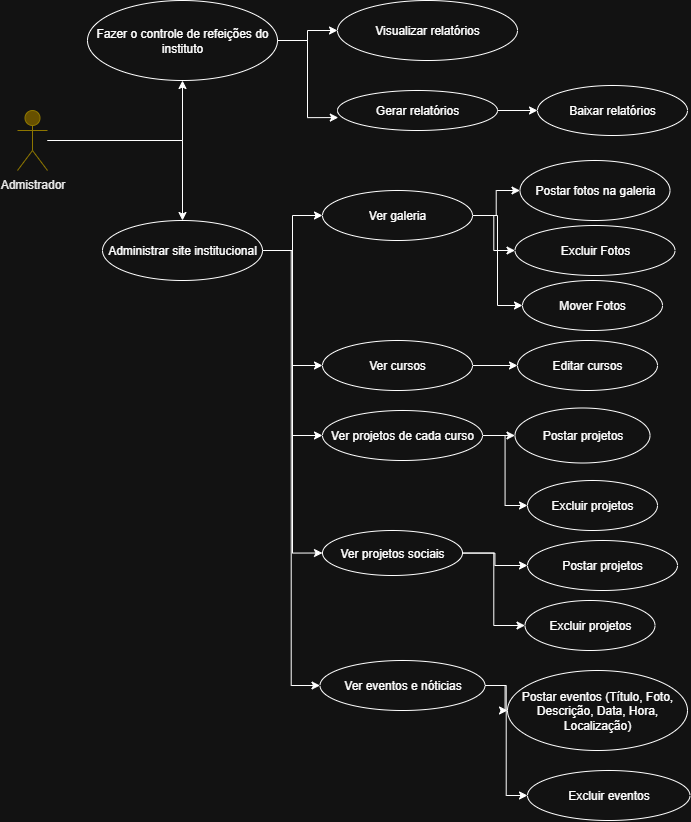 Fazer o controle de refeições do
instituto
Visualizar relatórios
Gerar relatórios
Baixar relatórios
Admistrador
Administrar site institucional
Ver galeria
Postar fotos na galeria
Excluir Fotos
Mover Fotos
Ver cursos
Editar cursos
Ver projetos de cada curso
Postar projetos
Excluir projetos
Ver projetos sociais
Postar projetos
Excluir projetos
Ver eventos e nóticias
Postar eventos (Título, Foto,
Descrição, Data, Hora,
Localização)
Excluir eventos